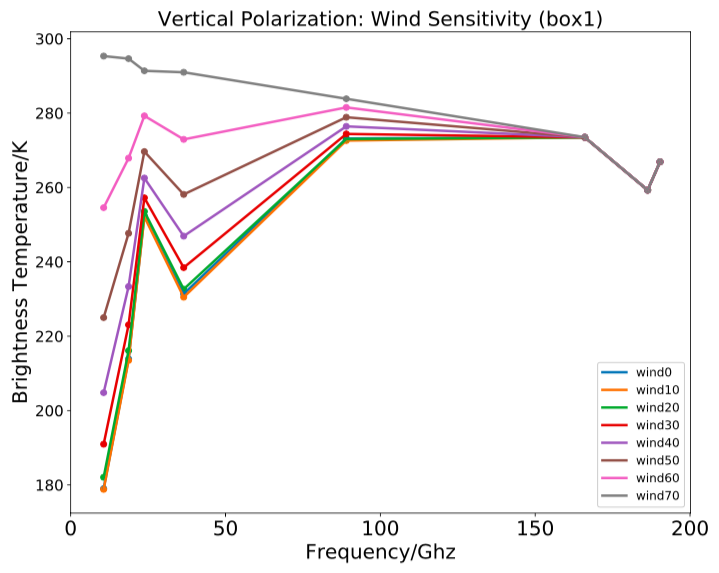 Vertical Polarization: Wind Sensitivity (box1)
Brightness Temperature/K
300
280
260
240
220
200
180
wind0
wind10
wind20
wind30
wind40
wind50
wind60
wind70
0 50 100 150 200
Frequency/Ghz